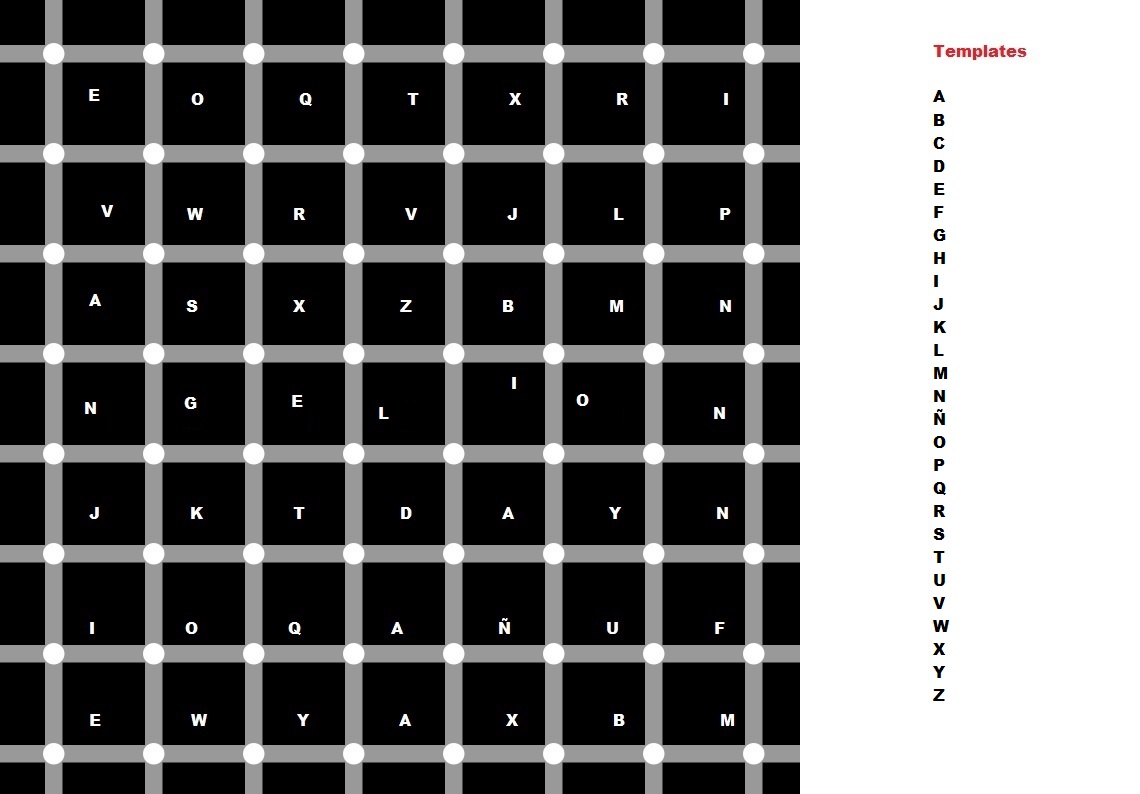 E O Q T X R I
V W R V J L P
A S X Z B M N
N G E L I O N
J K T D A Y N
I O Q A Ñ U F
E W Y A X B M
Templates
A
B
C
D
E
F
G
H
I
J
K
L
M
N
Ñ
O
P
Q
R
S
T
U
V
W
X
Y
Z